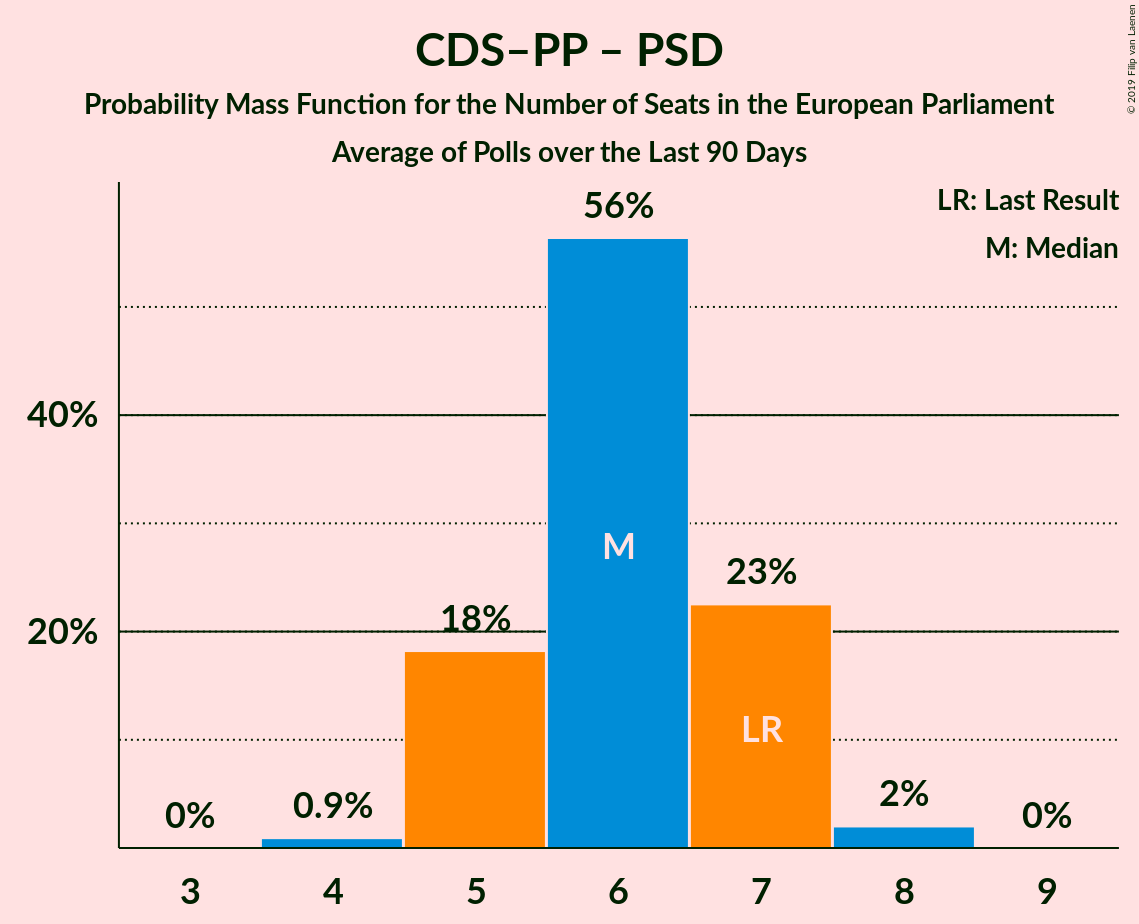 CDS–PP – PSD
Probability Mass Function for the Number of Seats in the European Parliament
Average of Polls over the Last 90 Days
© 2019 Filip van Laenen
LR: Last Result
M: Median
56%
40%
M
23%
18%
20%
LR
0%
0.9%
2%
0%
3 4 5 6 7 8 9